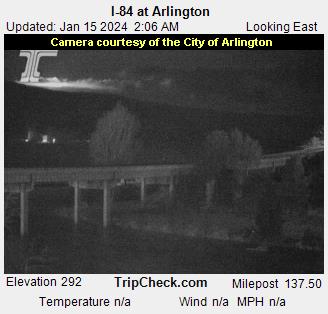 I-84 at Arlington
Updated: Jan 15 2024 2:06 AM Looking East
Camera courtesy of the City of Arlington
Elevation 292 TripCheck.com Milepost 137.50
Temperature n/a Wind n/a MPH n/a